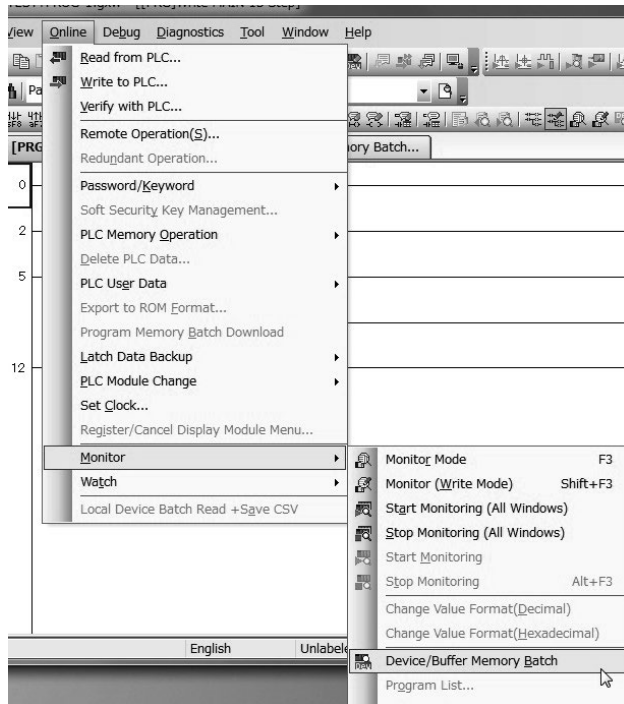 View Online Debug Diagnostics Tool Window Help
Read from PLC...
Write to PLC...
Verify with PLC...
Remote Operation(S)...
Redundant Operation...
Password/Keyword
Soft Security Key Management...
PLC Memory Operation
Delete PLC Data...
PLC User Data
Export to ROM Format...
Program Memory Batch Download
Latch Data Backup
PLC Module Change
Set Clock...
Register/Cancel Display Module Menu...
Monitor
Watch
Local Device Batch Read +Save CSV
Pa
[PRG
ory Batch...
0
2
5
12
Monitor Mode F3
Monitor (Write Mode) Shift+F3
Start Monitoring (All Windows)
Stop Monitoring (All Windows)
Start Monitoring
Stop Monitoring Alt+F3
Change Value Format(Decimal)
Change Value Format(Hexadecimal)
Device/Buffer Memory Batch
Program List...
English Unlabele